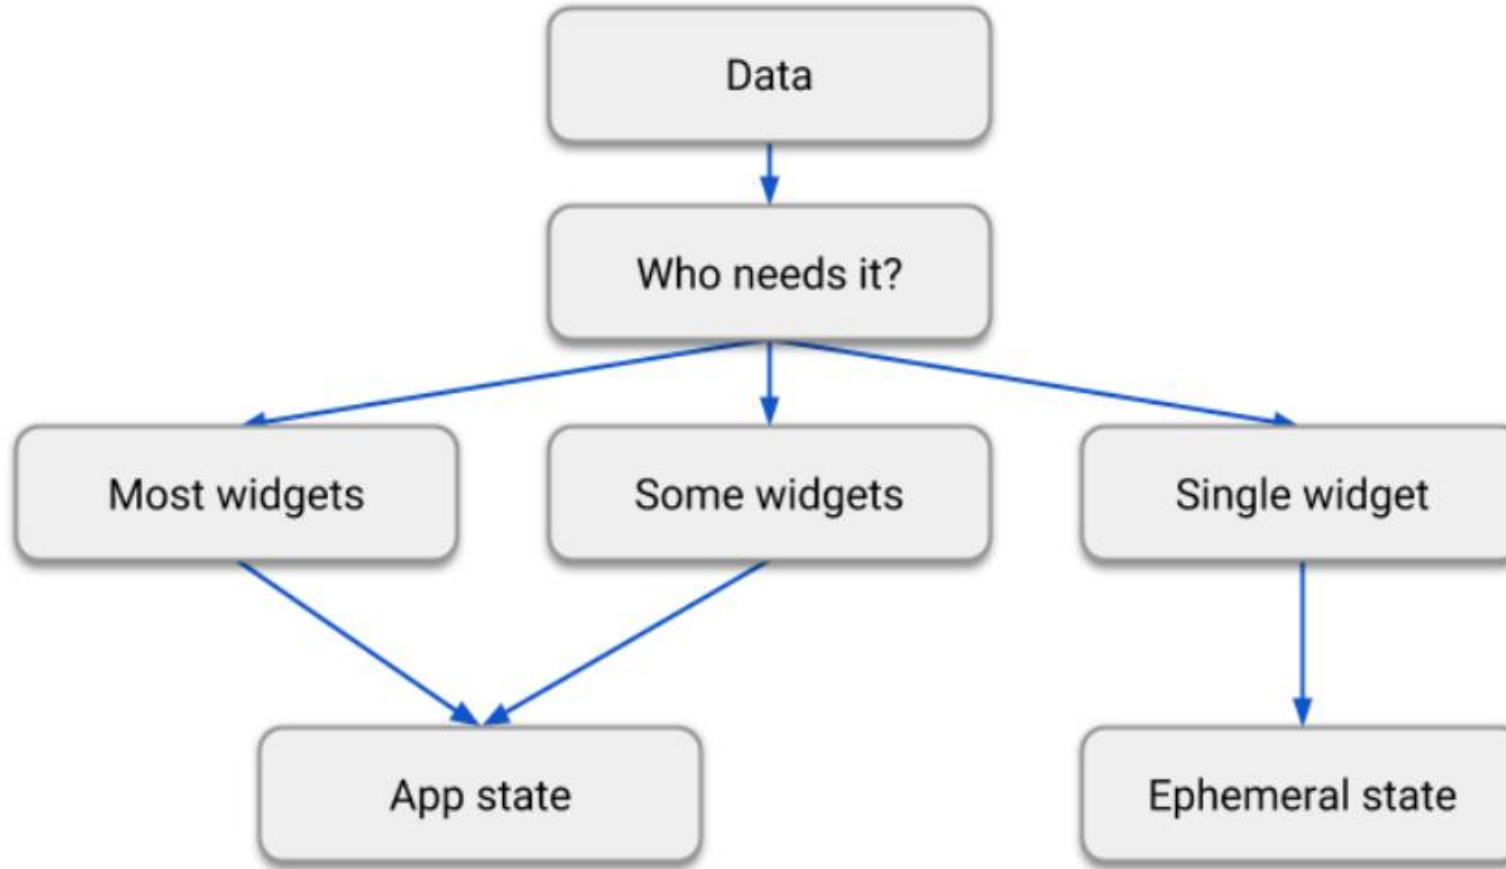 Data
Who needs it?
Most widgets
Some widgets
Single widget
App state
Ephemeral state